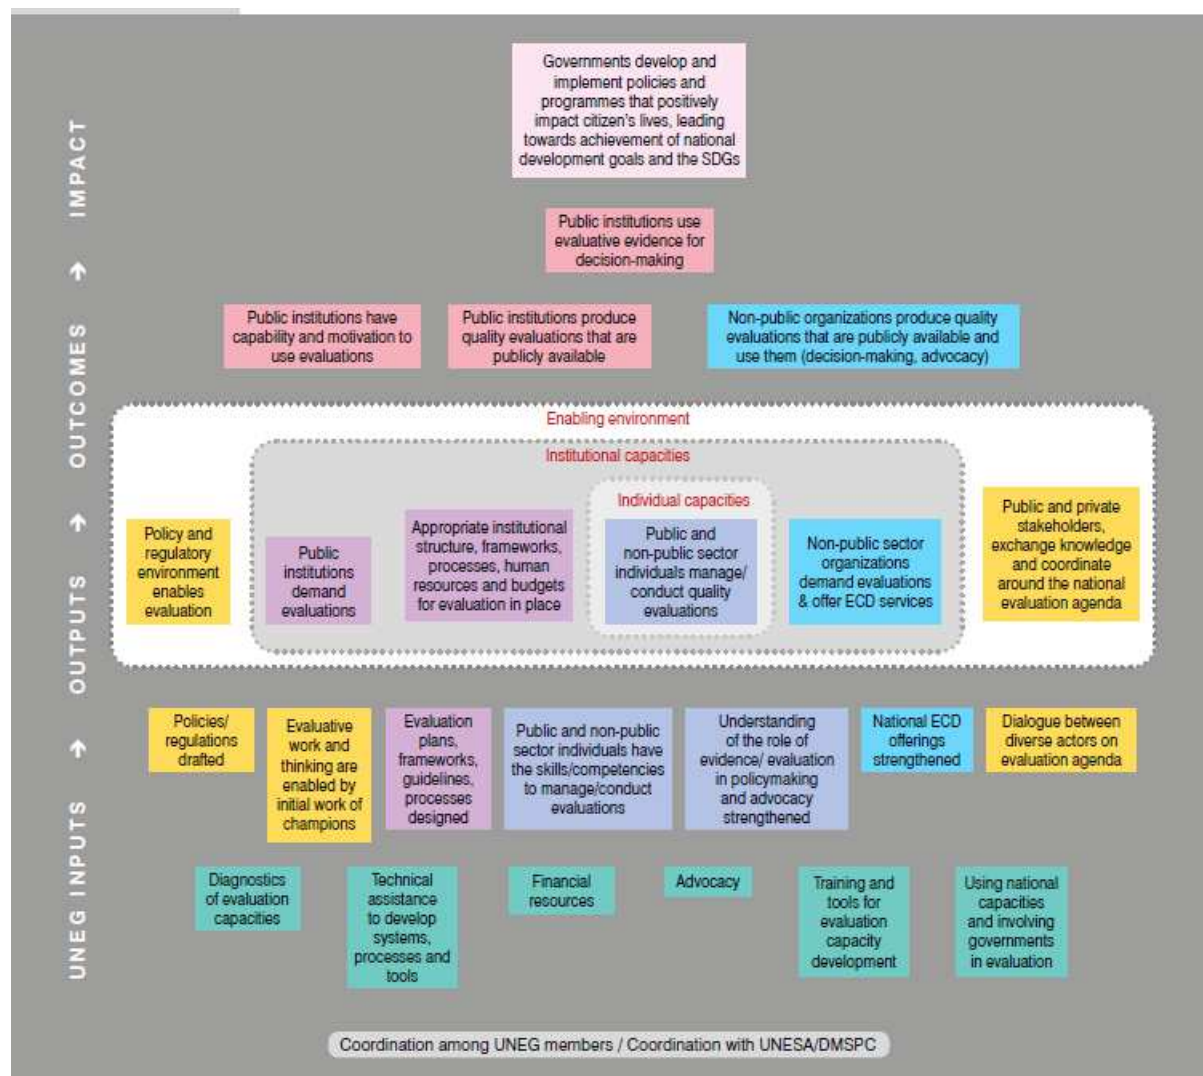 Governments develop and
implement policies and
programmes that positively
impact citizen's lives, leading
towards achievement of national
development goals and the SDGs
Public institutions use
evaluative evidence for
decision-making
Public institutions have
capability and motivation to
use evaluations
Public institutions produce
quality evaluations that are
publicly available
Non-public organizations produce quality
evaluations that are publicly available and
use them (decision-making, advocacy)
Enabling environment
Institutional capacities
Individual capacities
Policy and
regulatory
environment
enables
evaluation
Public
institutions
demand
evaluations
Appropriate institutional
structure, frameworks,
processes, human
resources and budgets
for evaluation in place
Public and
non-public sector
individuals manage/
conduct quality
evaluations
Non-public sector
organizations
demand evaluations
& offer ECD services
Public and private
stakeholders,
exchange knowledge
and coordinate
around the national
evaluation agenda
Policies/
regulations
drafted
Evaluative
work and
thinking are
enabled by
initial work of
champions
Evaluation
plans,
frameworks,
guidelines,
processes
designed
Public and non-public
sector individuals have
the skills/competencies
to manage/conduct
evaluations
Understanding
of the role of
evidence/ evaluation
in policymaking
and advocacy
strengthened
National ECD
offerings
strengthened
Dialogue between
diverse actors on
evaluation agenda
Diagnostics
of evaluation
capacities
Technical
assistance
to develop
systems,
processes and
tools
Financial
resources
Advocacy
Training and
tools for
evaluation
capacity
development
Using national
capacities
and involving
governments
in evaluation
Coordination among UNEG members / Coordination with UNESA/DMSPC
UNEG INPUTS → OUTPUTS → OUTCOMES → IMPACT